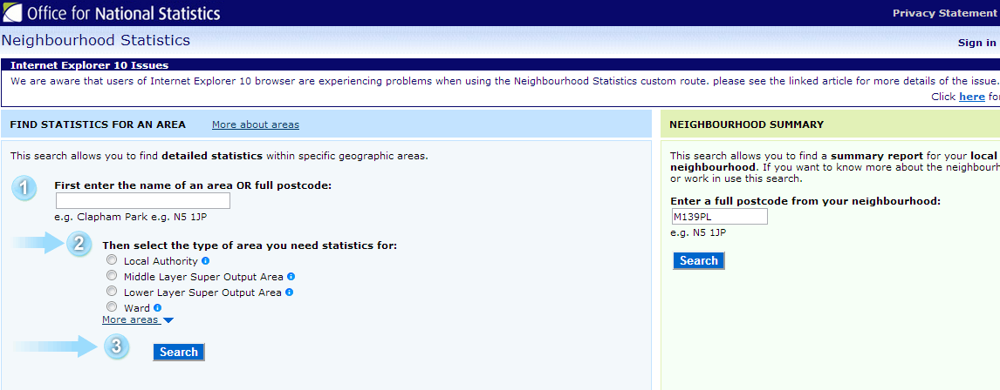 Office for National Statistics
Privacy Statement
Neighbourhood Statistics
Sign in
Internet Explorer 10 Issues
We are aware that users of Internet Explorer 10 browser are experiencing problems when using the Neighbourhood Statistics custom route. please see the linked article for more details of the issue.
Click here fo
FIND STATISTICS FOR AN AREA More about areas
This search allows you to find detailed statistics within specific geographic areas.
1 First enter the name of an area OR full postcode:
e.g. Clapham Park e.g. N5 1JP
2 Then select the type of area you need statistics for:
Local Authority i
Middle Layer Super Output Area i
Lower Layer Super Output Area i
Ward i
More areas
3 Search
NEIGHBOURHOOD SUMMARY
This search allows you to find a summary report for your local
neighbourhood. If you want to know more about the neighbourh
or work in use this search.
Enter a full postcode from your neighbourhood:
M139PL
e.g. N5 1JP
Search